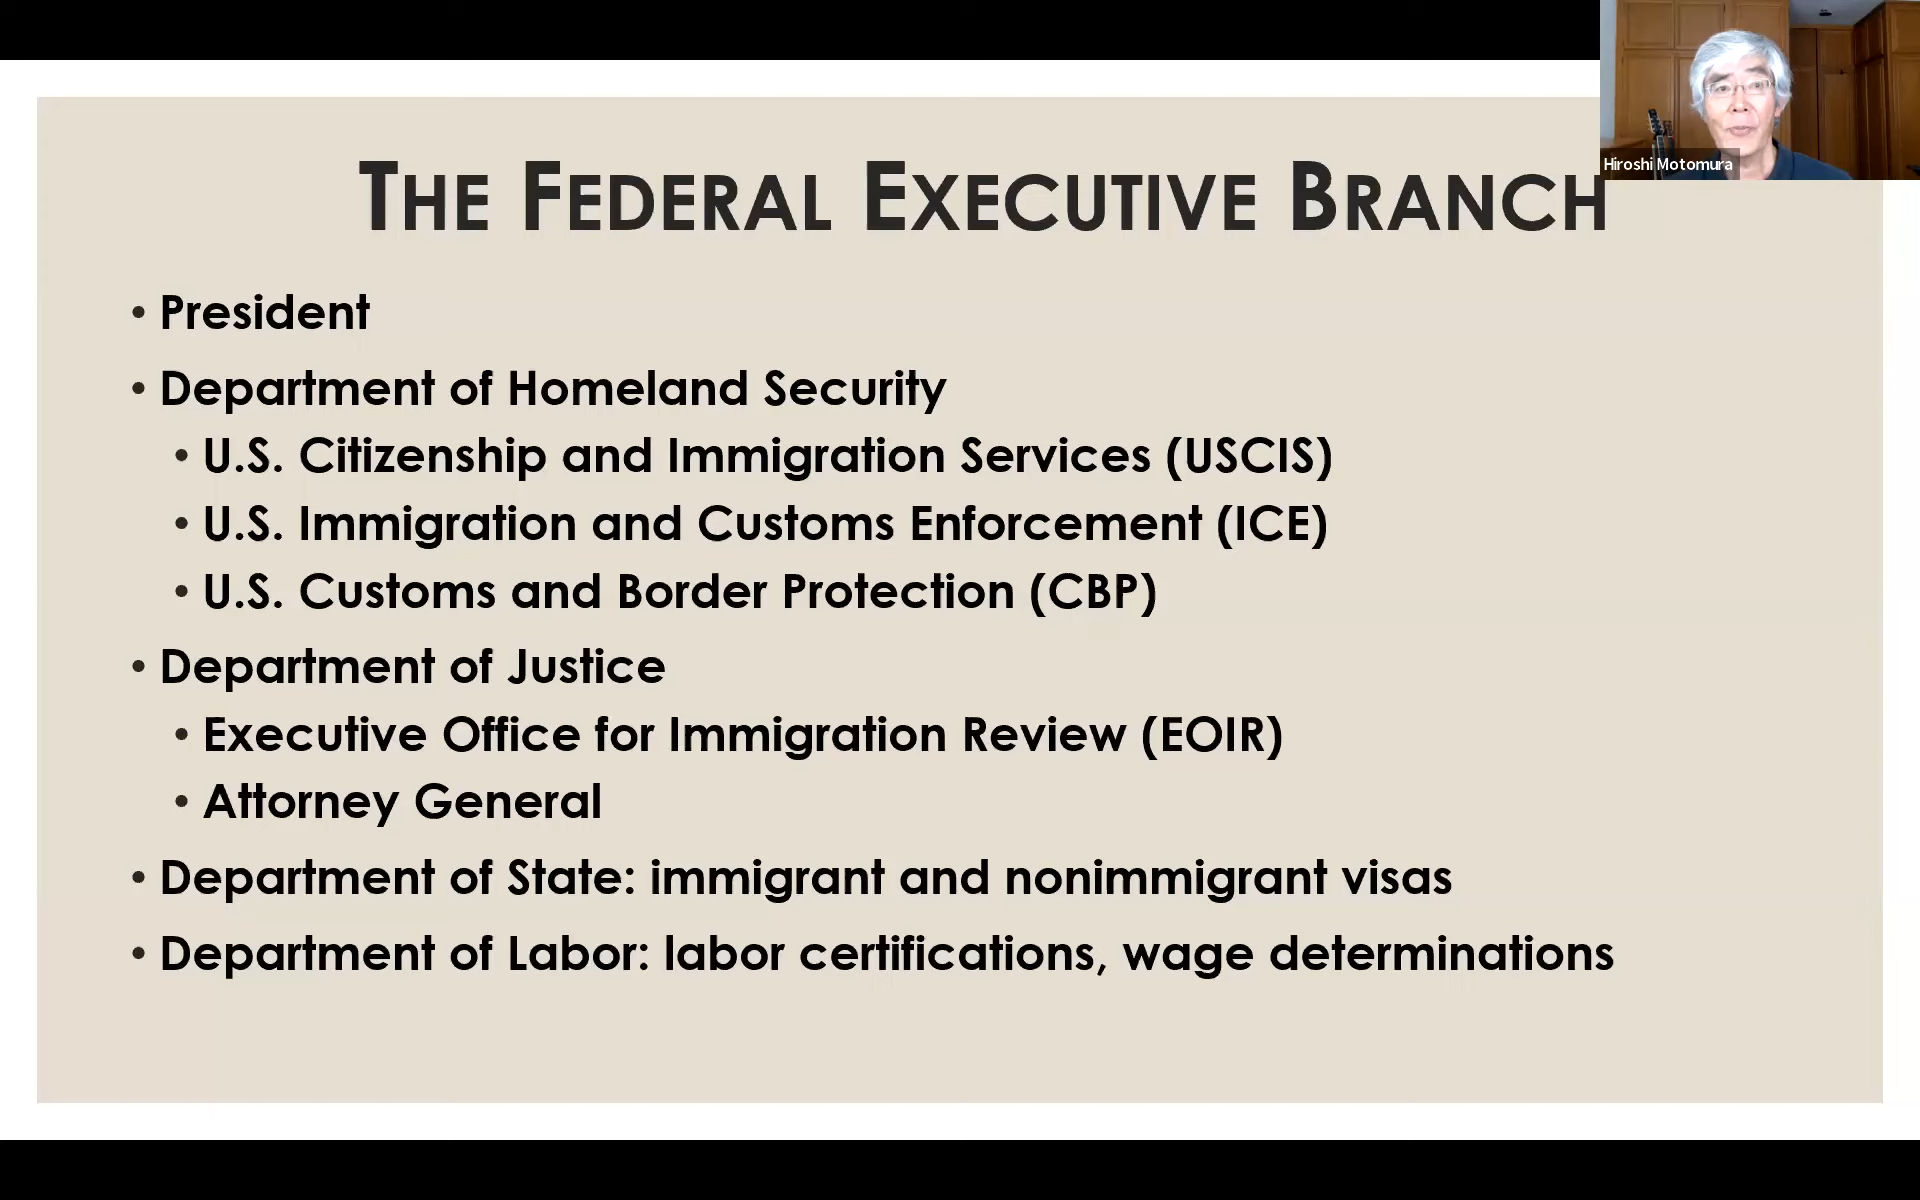 Hiroshi Motomura
THE FEDERAL EXECUTIVE BRANCH
• President
• Department of Homeland Security
• U.S. Citizenship and Immigration Services (USCIS)
• U.S. Immigration and Customs Enforcement (ICE)
• U.S. Customs and Border Protection (CBP)
• Department of Justice
• Executive Office for Immigration Review (EOIR)
• Attorney General
• Department of State: immigrant and nonimmigrant visas
• Department of Labor: labor certifications, wage determinations